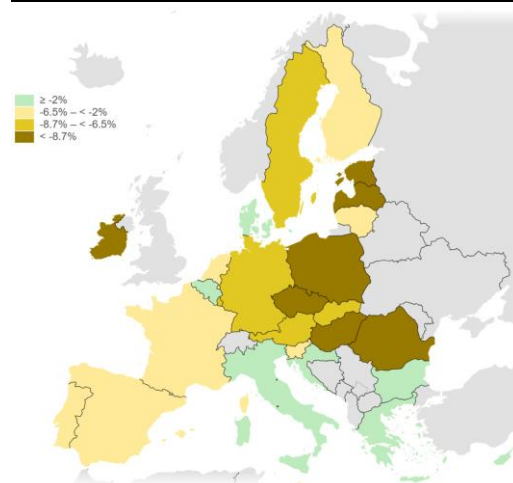 ≥ -2%
-6.5% – < -2%
-8.7% – < -6.5%
< -8.7%